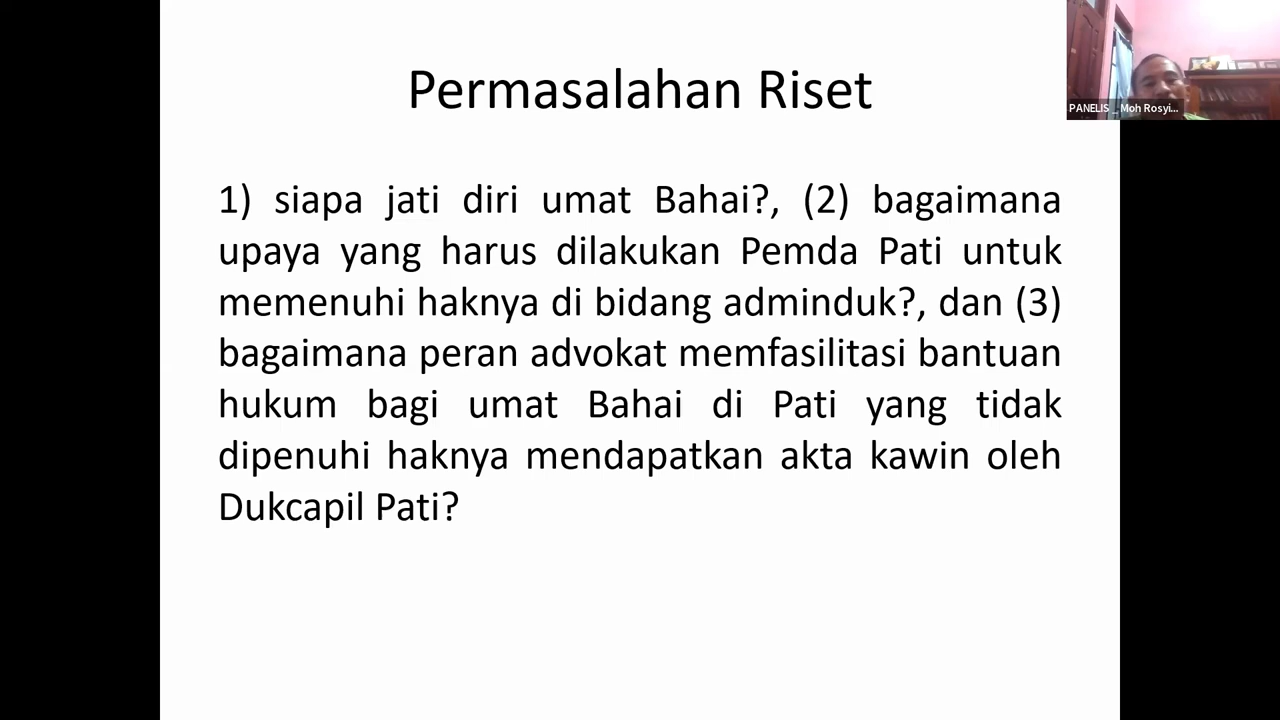 Permasalahan Riset
PANELIS _ Moh Rosyi...
1) siapa jati diri umat Bahai?, (2) bagaimana
upaya yang harus dilakukan Pemda Pati untuk
memenuhi haknya di bidang adminduk?, dan (3)
bagaimana peran advokat memfasilitasi bantuan
hukum bagi umat Bahai di Pati yang tidak
dipenuhi haknya mendapatkan akta kawin oleh
Dukcapil Pati?